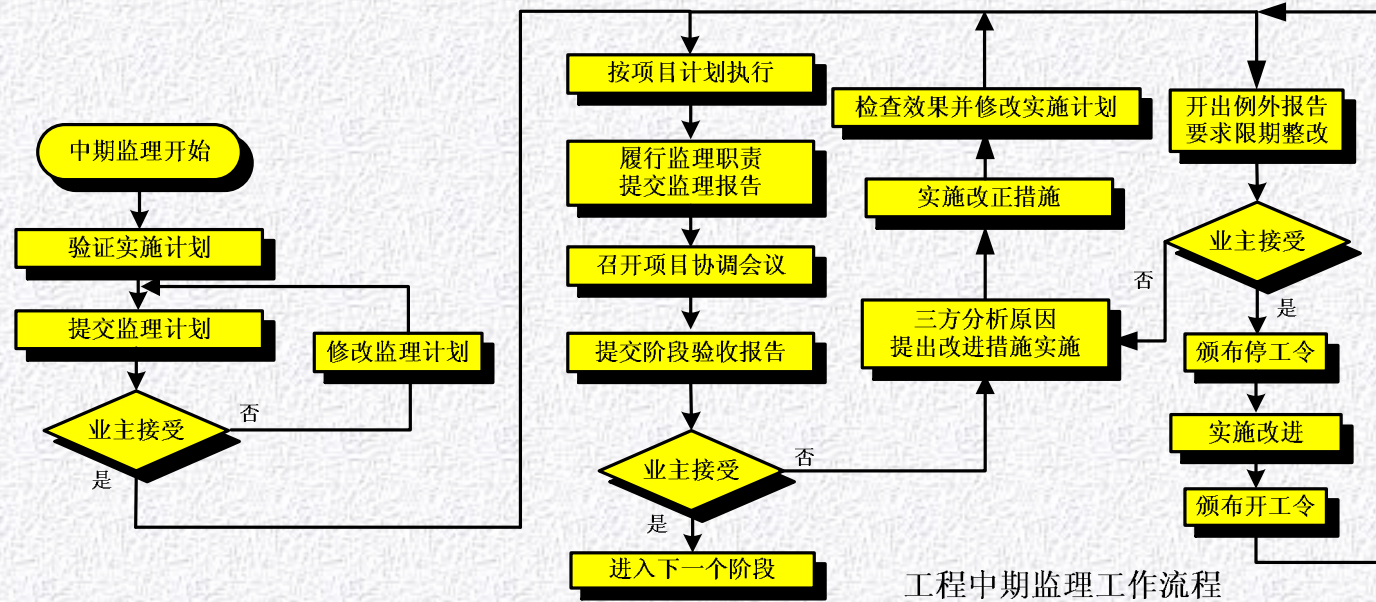 中期监理开始
验证实施计划
提交监理计划
修改监理计划
业主接受
否
是
按项目计划执行
履行监理职责
提交监理报告
召开项目协调会议
提交阶段验收报告
业主接受
否
是
进入下一个阶段
检查效果并修改实施计划
实施改正措施
三方分析原因
提出改进措施实施
开出例外报告
要求限期整改
业主接受
否
是
颁布停工令
实施改进
颁布开工令
工程中期监理工作流程